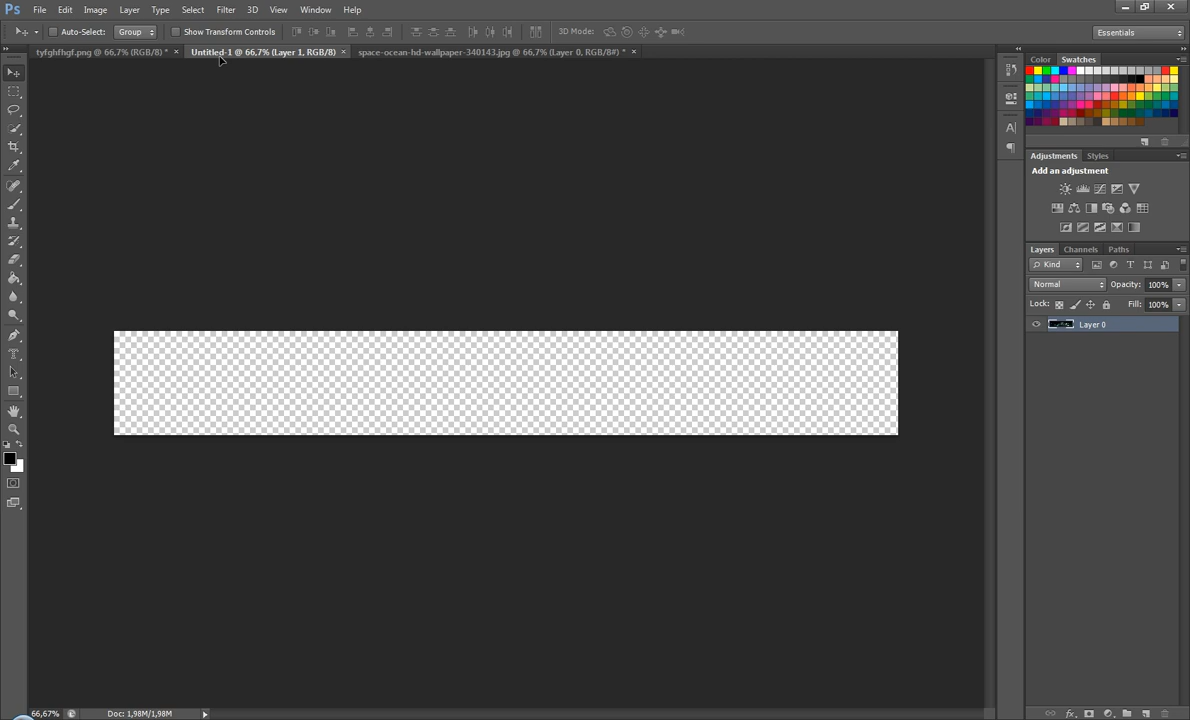 Ps File Edit Image Layer Type Select Filter 3D View Window Help
Auto-Select: Group Show Transform Controls 3D Mode: Essentials
tyfghfhgf.png @ 66,7% (RGB/8) * × Untitled-1 @ 66,7% (Layer 1, RGB/8) × space-ocean-hd-wallpaper-340143.jpg @ 66,7% (Layer 0, RGB/8#) * ×
Color Swatches
Adjustments Styles
Add an adjustment
Layers Channels Paths
Kind
Normal Opacity: 100%
Lock: Fill: 100%
Layer 0
66,67% Doc: 1,98M/1,98M